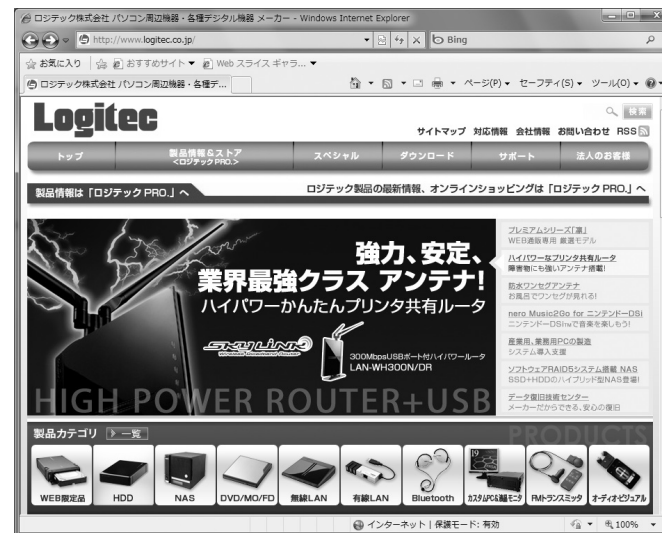 ロジテック株式会社 パソコン周辺機器・各種デジタル機器 メーカー - Windows Internet Explorer
http://www.logitec.co.jp/
Bing
お気に入り おすすめサイト Web スライス ギャラ...
ロジテック株式会社 パソコン周辺機器・各種デ...
ページ(P) セーフティ(S) ツール(O)
Logitec
検索
サイトマップ 対応情報 会社情報 お問い合わせ RSS
トップ
製品情報&ストア
<ロジテック PRO.>
スペシャル
ダウンロード
サポート
法人のお客様
製品情報は「ロジテック PRO.」へ
ロジテック製品の最新情報、オンラインショッピングは「ロジテック PRO.」へ
強力、安定、
業界最強クラス アンテナ!
ハイパワーかんたんプリンタ共有ルータ
SKYLINK
Wireless Broadband Router
300MbpsUSBポート付ハイパワールータ
LAN-WH300N/DR
HIGH POWER ROUTER+USB
プレミアムシリーズ「凛」
WEB通販専用 厳選モデル
ハイパワーなプリンタ共有ルータ
障害物にも強いアンテナ搭載!
防水ワンセグアンテナ
お風呂でワンセグが見れる!
nero Music2Go for ニンテンドーDSi
ニンテンドーDSi™で音楽を楽しもう!
産業用、業務用PCの製造
システム導入支援
ソフトウェアRAID5システム搭載 NAS
SSD+HDDのハイブリッド型NAS登場!
データ復旧技術センター
メーカーだからできる、安心の復旧
製品カテゴリ 一覧
PRODUCTS
WEB限定品
HDD
NAS
DVD/MO/FD
無線LAN
有線LAN
Bluetooth
カスタムPC&液晶モニタ
FMトランスミッタ
オーディオ・ビジュアル
インターネット | 保護モード: 有効
100%